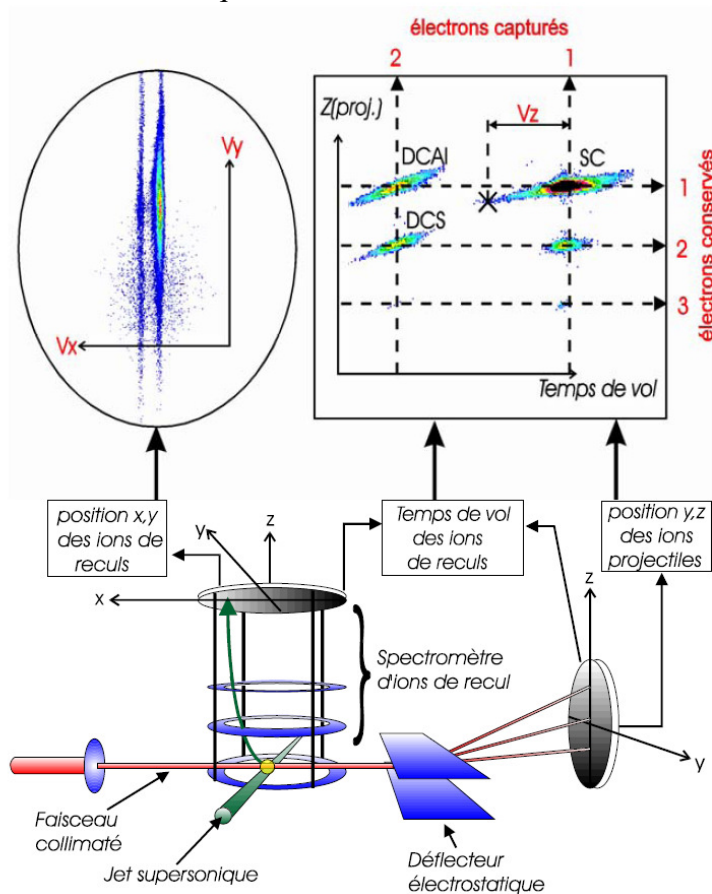 électrons capturés
2
1
Z(proj.)
Vz
DCAI
SC
1
DCS
2
3
électrons conservés
Temps de vol
Vy
Vx
position x,y
des ions de
reculs
Temps de vol
des ions
de reculs
position y,z
des ions
projectiles
y
z
x
z
y
Spectromètre
d'ions de recul
Faisceau
collimaté
Jet supersonique
Déflecteur
électrostatique